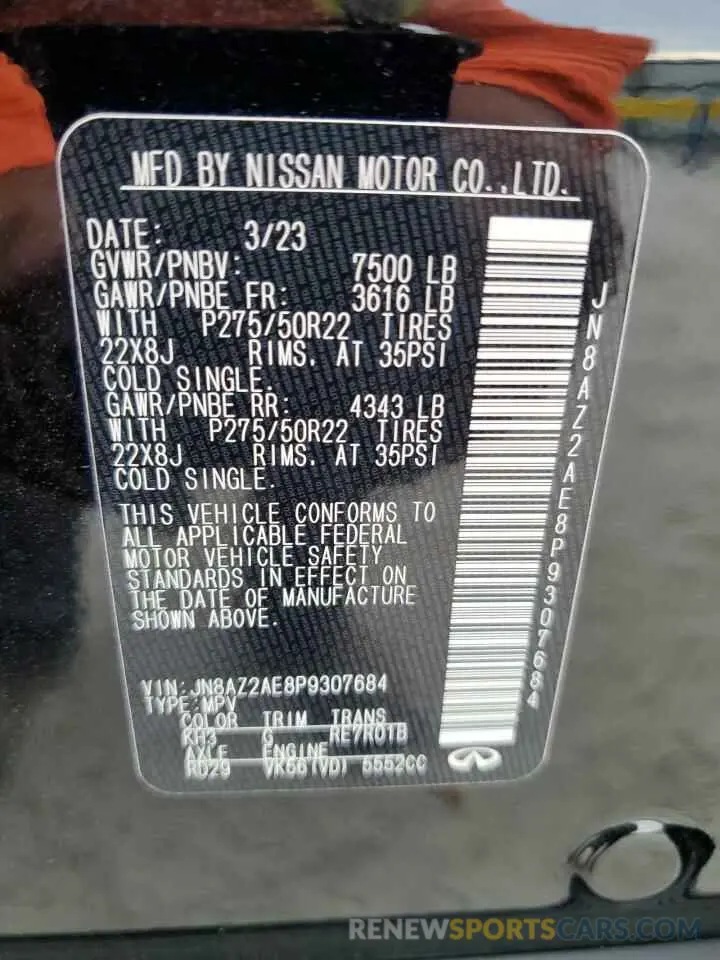 MFD BY NISSAN MOTOR CO.,LTD.
DATE: 3/23
GVWR/PNBV: 7500 LB
GAWR/PNBE FR: 3616 LB
WITH P275/50R22 TIRES
22X8J RIMS. AT 35PSI
COLD SINGLE.
GAWR/PNBE RR: 4343 LB
WITH P275/50R22 TIRES
22X8J RIMS. AT 35PSI
COLD SINGLE.
THIS VEHICLE CONFORMS TO
ALL APPLICABLE FEDERAL
MOTOR VEHICLE SAFETY
STANDARDS IN EFFECT ON
THE DATE OF MANUFACTURE
SHOWN ABOVE.
VIN:JN8AZ2AE8P9307684
TYPE:MPV
COLOR TRIM TRANS
KH3 G RE7R01B
AXLE ENGINE
RD29 VK56(VD) 5552CC
JN8AZ2AE8P9307684
RENEWSPORTSCARS.COM